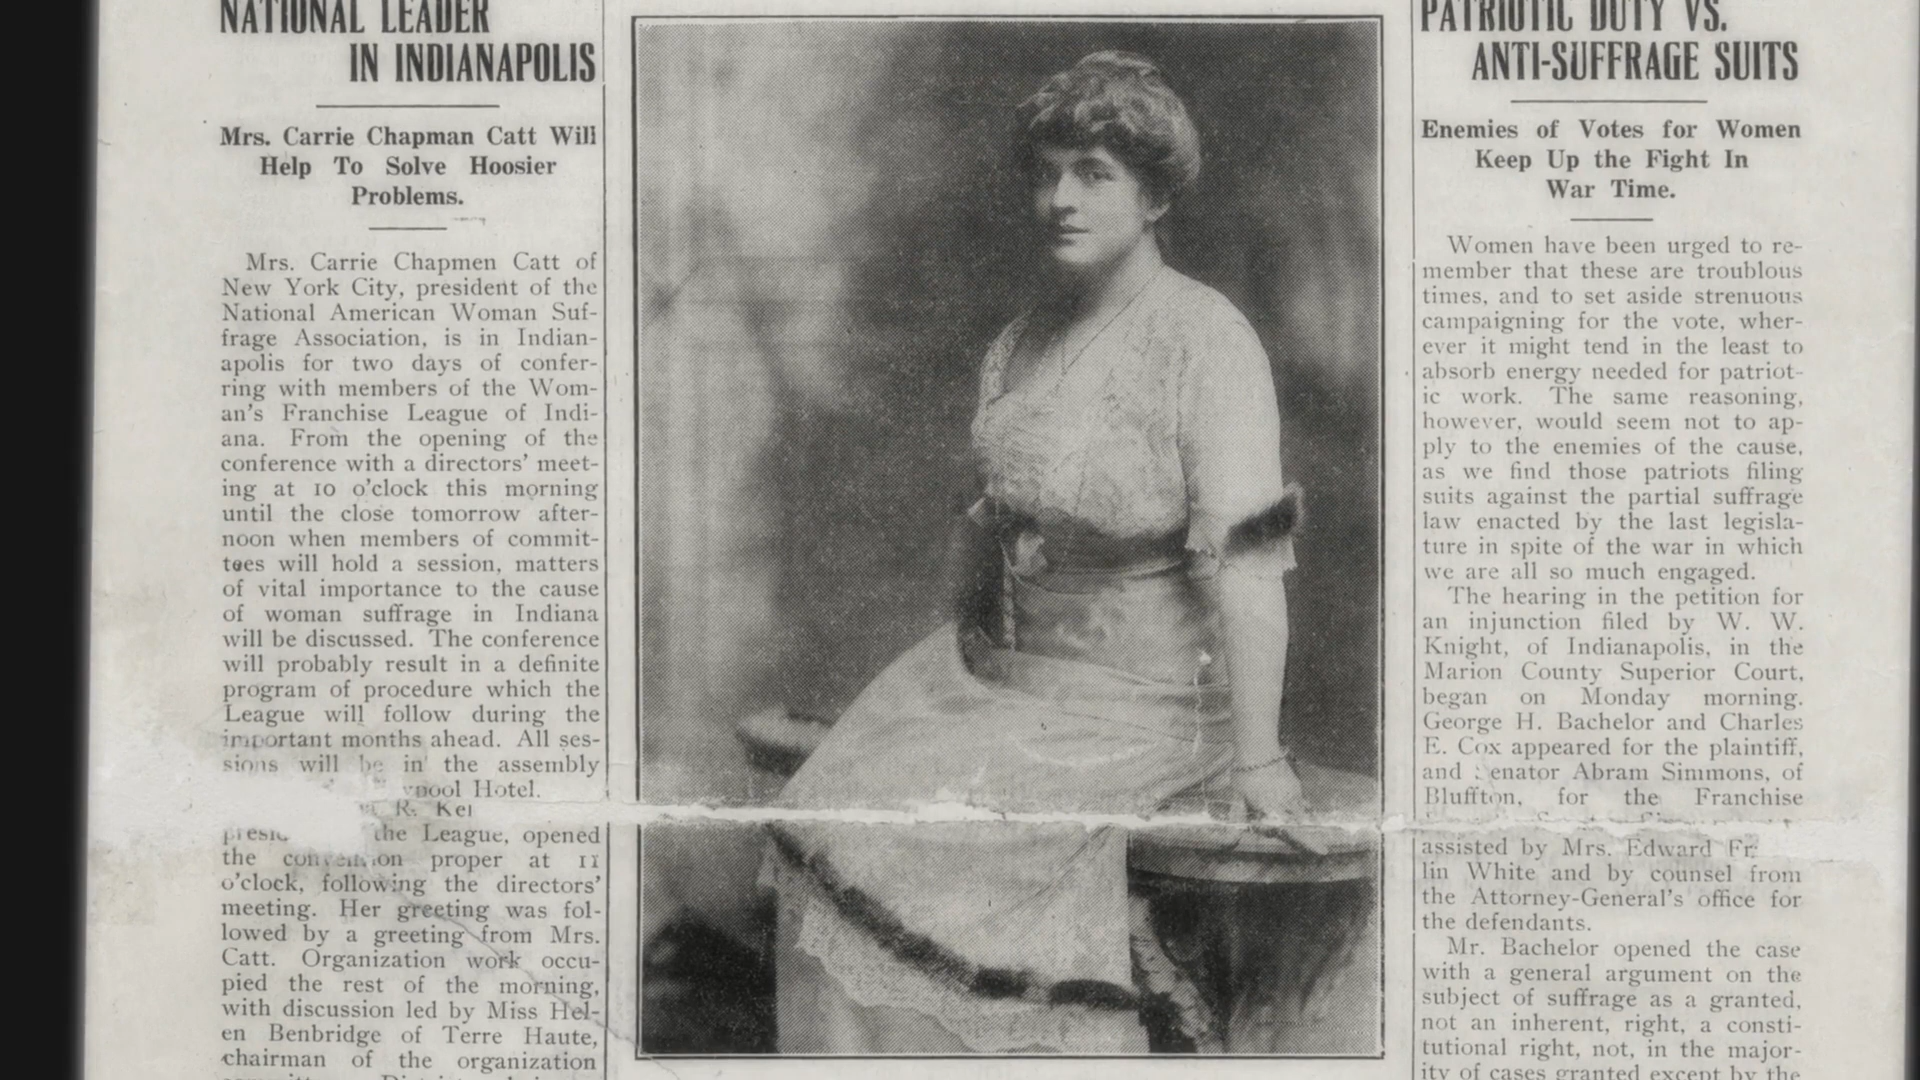 NATIONAL LEADER
IN INDIANAPOLIS
Mrs. Carrie Chapman Catt Will
Help To Solve Hoosier
Problems.
Mrs. Carrie Chapmen Catt of
New York City, president of the
National American Woman Suf-
frage Association, is in Indian-
apolis for two days of confer-
ring with members of the Wom-
an's Franchise League of Indi-
ana. From the opening of the
conference with a directors' meet-
ing at 10 o'clock this morning
until the close tomorrow after-
noon when members of commit-
tees will hold a session, matters
of vital importance to the cause
of woman suffrage in Indiana
will be discussed. The conference
will probably result in a definite
program of procedure which the
League will follow during the
important months ahead. All ses-
sions will be in the assembly
Hotel.
R.
the League, opened
the convention proper at 11
o'clock, following the directors'
meeting. Her greeting was fol-
lowed by a greeting from Mrs.
Catt. Organization work occu-
pied the rest of the morning,
with discussion led by Miss Hel-
en Benbridge of Terre Haute,
chairman of the organization
PATRIOTIC DUTY VS.
ANTI-SUFFRAGE SUITS
Enemies of Votes for Women
Keep Up the Fight In
War Time.
Women have been urged to re-
member that these are troublous
times, and to set aside strenuous
campaigning for the vote, wher-
ever it might tend in the least to
absorb energy needed for patriot-
ic work. The same reasoning,
however, would seem not to ap-
ply to the enemies of the cause,
as we find those patriots filing
suits against the partial suffrage
law enacted by the last legisla-
ture in spite of the war in which
we are all so much engaged.
The hearing in the petition for
an injunction filed by W. W.
Knight, of Indianapolis, in the
Marion County Superior Court,
began on Monday morning.
George H. Bachelor and Charles
E. Cox appeared for the plaintiff,
and Senator Abram Simmons, of
Bluffton, for the Franchise
assisted by Mrs. Edward
lin White and by counsel from
the Attorney-General's office for
the defendants.
Mr. Bachelor opened the case
with a general argument on the
subject of suffrage as a granted,
not an inherent, right, a consti-
tutional right, not, in the major-
ity of cases granted except by the